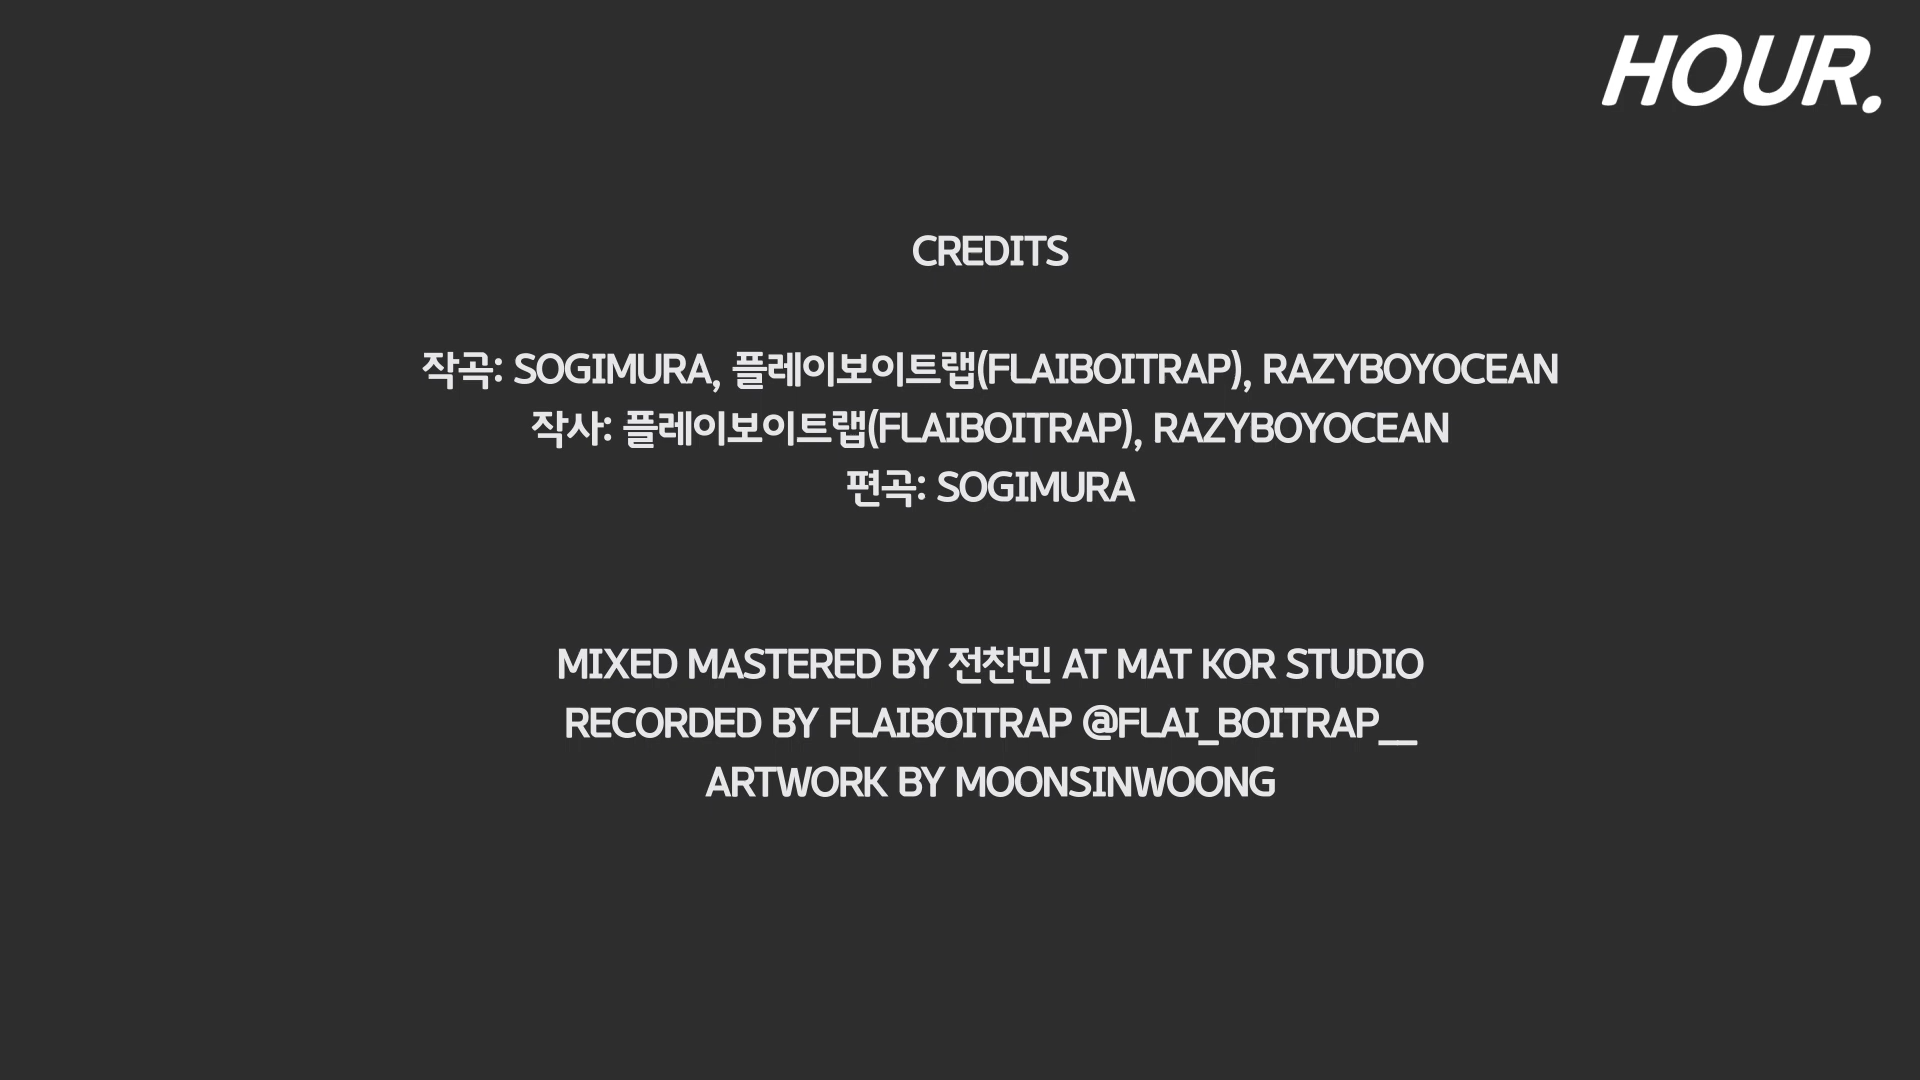 HOUR.
CREDITS
작곡: SOGIMURA, 플레이보이트랩(FLAIBOITRAP), RAZYBOYOCEAN
작사: 플레이보이트랩(FLAIBOITRAP), RAZYBOYOCEAN
편곡: SOGIMURA
MIXED MASTERED BY 전찬민 AT MAT KOR STUDIO
RECORDED BY FLAIBOITRAP @FLAI_BOITRAP__
ARTWORK BY MOONSINWOONG